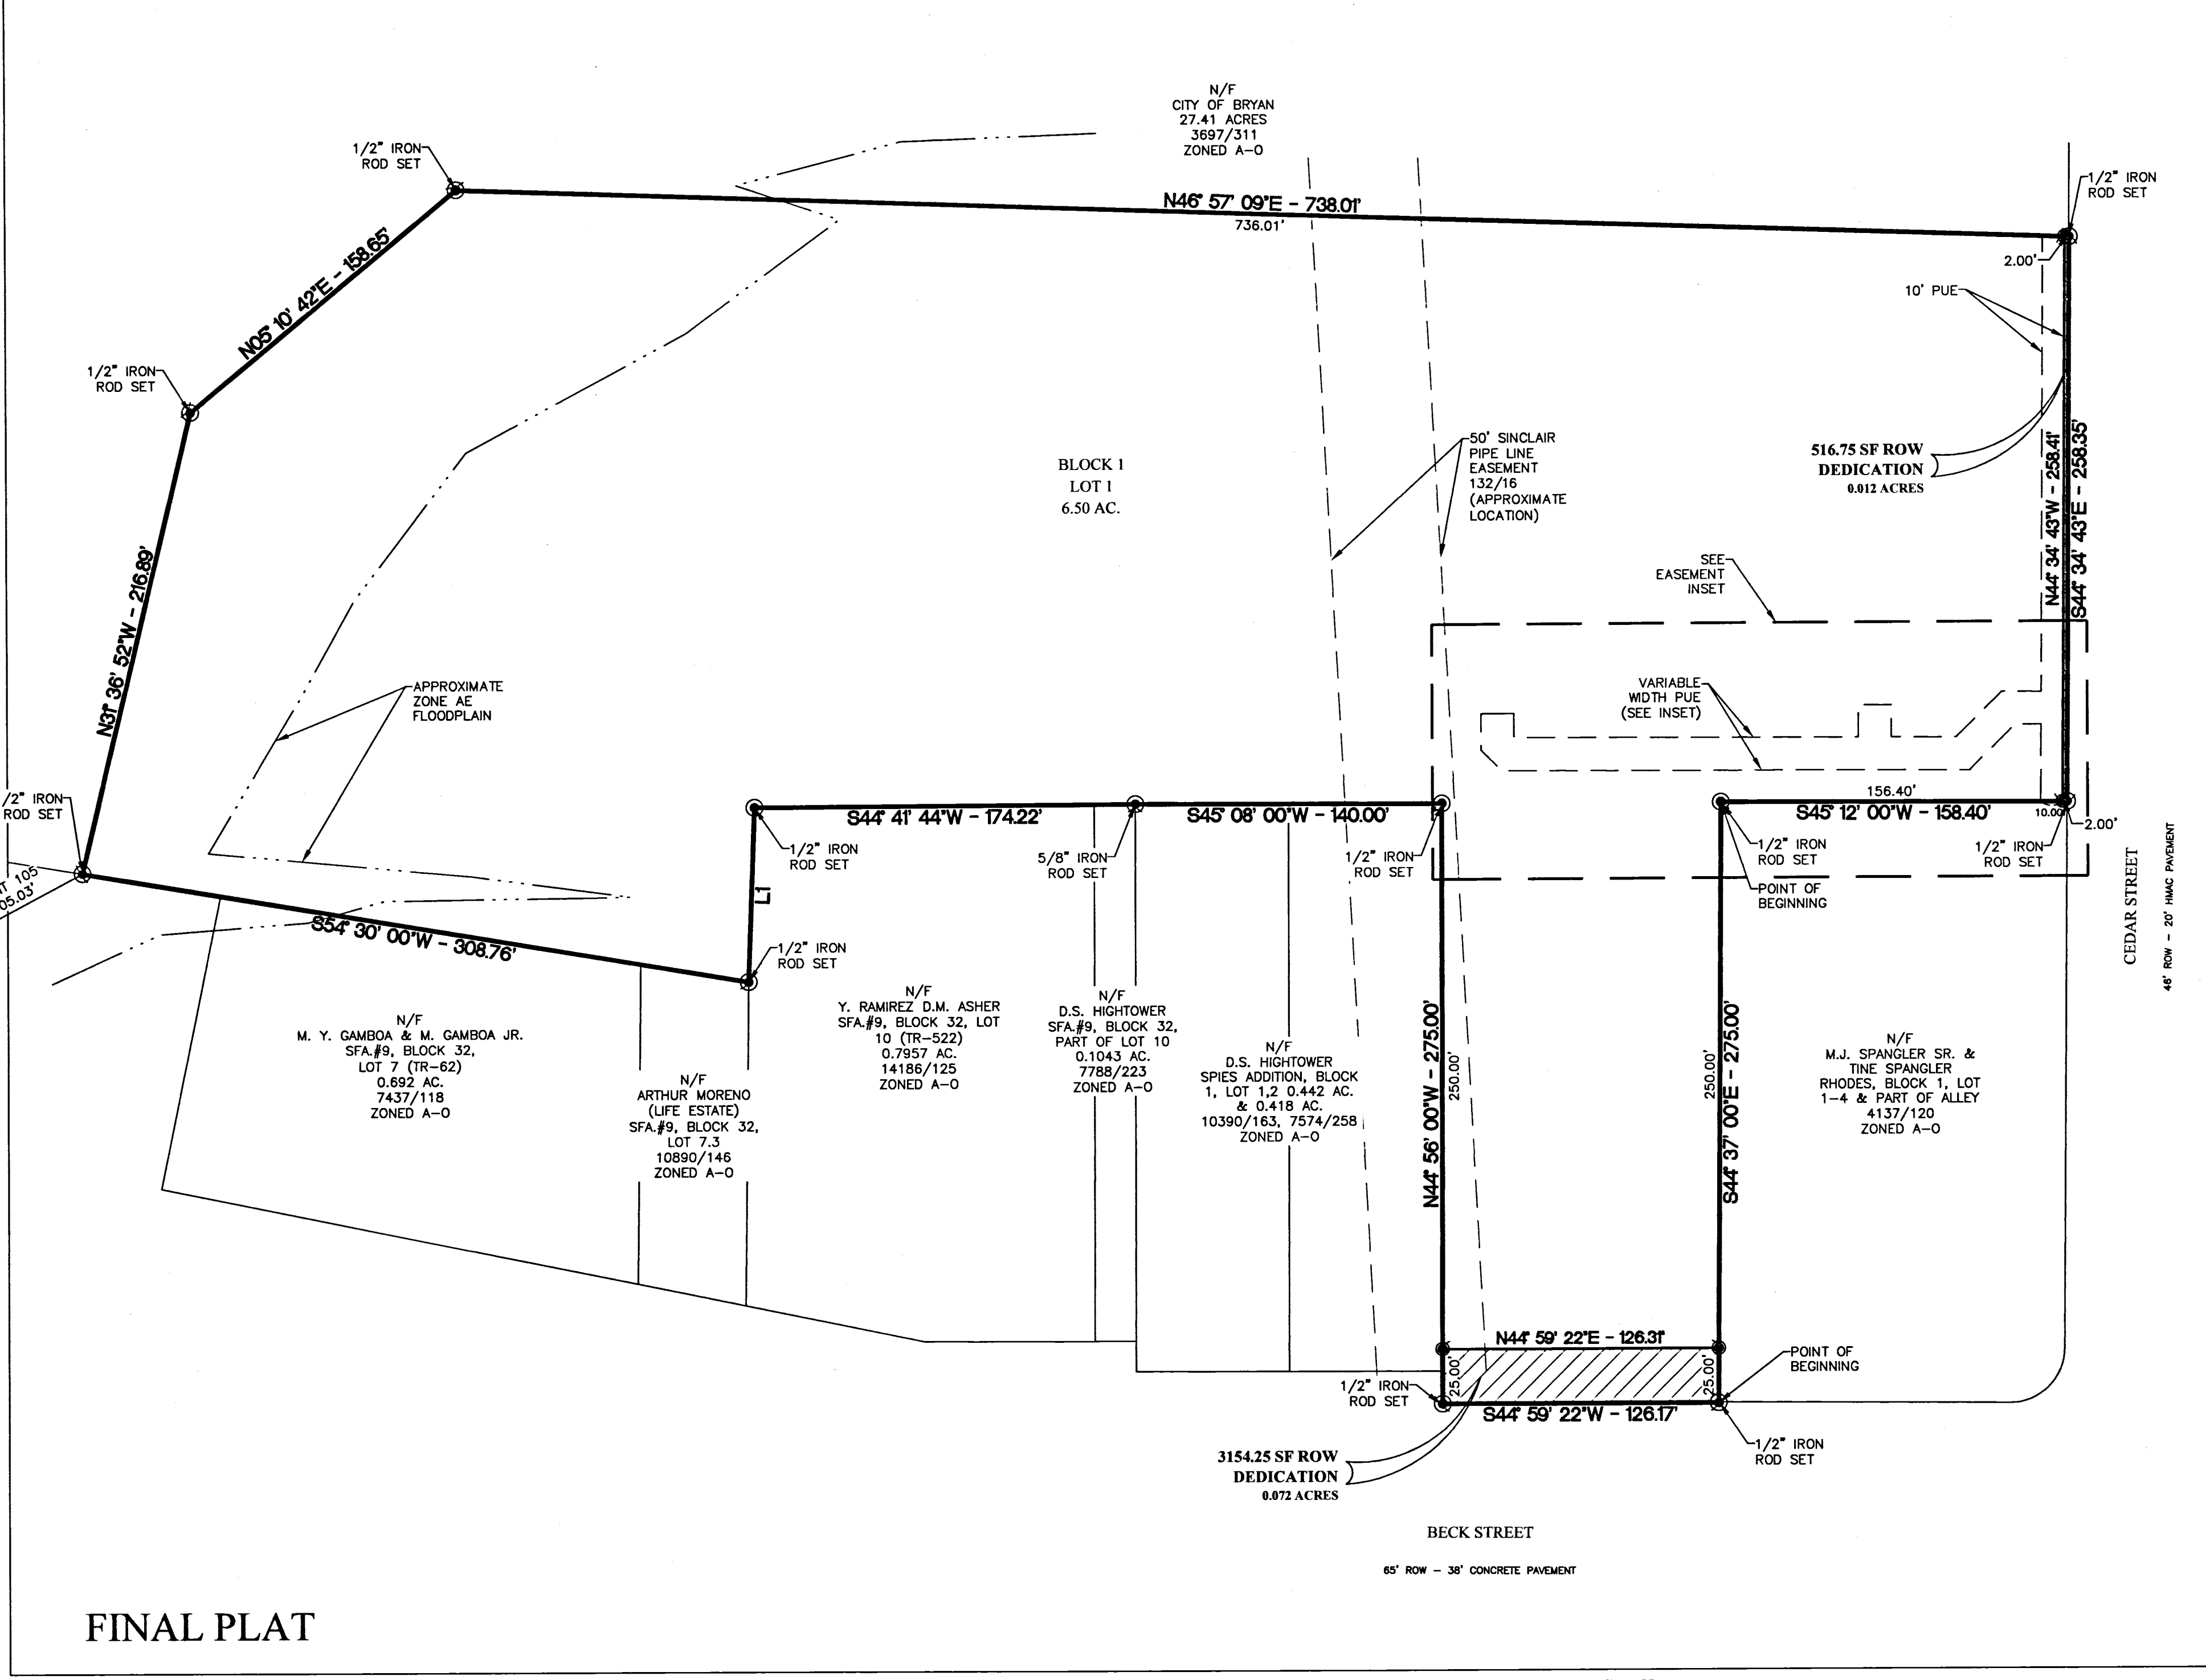 N/F
CITY OF BRYAN
27.41 ACRES
3697/311
ZONED A-O
1/2" IRON
ROD SET
N46° 57' 09"E - 738.01'
736.01'
1/2" IRON
ROD SET
2.00'
10' PUE
N05° 10' 42"E - 158.65'
1/2" IRON
ROD SET
516.75 SF ROW
DEDICATION
0.012 ACRES
N44° 34' 43"W - 258.41'
S44° 34' 43"E - 258.35'
50' SINCLAIR
PIPE LINE
EASEMENT
132/16
(APPROXIMATE
LOCATION)
BLOCK 1
LOT 1
6.50 AC.
SEE
EASEMENT
INSET
N31° 36' 52"W - 216.89'
APPROXIMATE
ZONE AE
FLOODPLAIN
VARIABLE
WIDTH PUE
(SEE INSET)
/2" IRON
ROD SET
T 105
05.03'
S54° 30' 00"W - 308.76'
L1
1/2" IRON
ROD SET
1/2" IRON
ROD SET
S44° 41' 44"W - 174.22'
5/8" IRON
ROD SET
S45° 08' 00"W - 140.00'
1/2" IRON
ROD SET
156.40'
S45° 12' 00"W - 158.40'
10.00'
2.00'
1/2" IRON
ROD SET
1/2" IRON
ROD SET
POINT OF
BEGINNING
CEDAR STREET
46' ROW - 20' HMAC PAVEMENT
N/F
M. Y. GAMBOA & M. GAMBOA JR.
SFA.#9, BLOCK 32,
LOT 7 (TR-62)
0.692 AC.
7437/118
ZONED A-O
N/F
ARTHUR MORENO
(LIFE ESTATE)
SFA.#9, BLOCK 32,
LOT 7.3
10890/146
ZONED A-O
N/F
Y. RAMIREZ D.M. ASHER
SFA.#9, BLOCK 32, LOT
10 (TR-522)
0.7957 AC.
14186/125
ZONED A-O
N/F
D.S. HIGHTOWER
SFA.#9, BLOCK 32,
PART OF LOT 10
0.1043 AC.
7788/223
ZONED A-O
N/F
D.S. HIGHTOWER
SPIES ADDITION, BLOCK
1, LOT 1,2 0.442 AC.
& 0.418 AC.
10390/163, 7574/258
ZONED A-O
N44° 56' 00"W - 275.00'
250.00'
250.00'
S44° 37' 00"E - 275.00'
N/F
M.J. SPANGLER SR. &
TINE SPANGLER
RHODES, BLOCK 1, LOT
1-4 & PART OF ALLEY
4137/120
ZONED A-O
N44° 59' 22"E - 126.31'
25.00'
25.00'
S44° 59' 22"W - 126.17'
1/2" IRON
ROD SET
POINT OF
BEGINNING
1/2" IRON
ROD SET
3154.25 SF ROW
DEDICATION
0.072 ACRES
BECK STREET
65' ROW - 38' CONCRETE PAVEMENT
FINAL PLAT